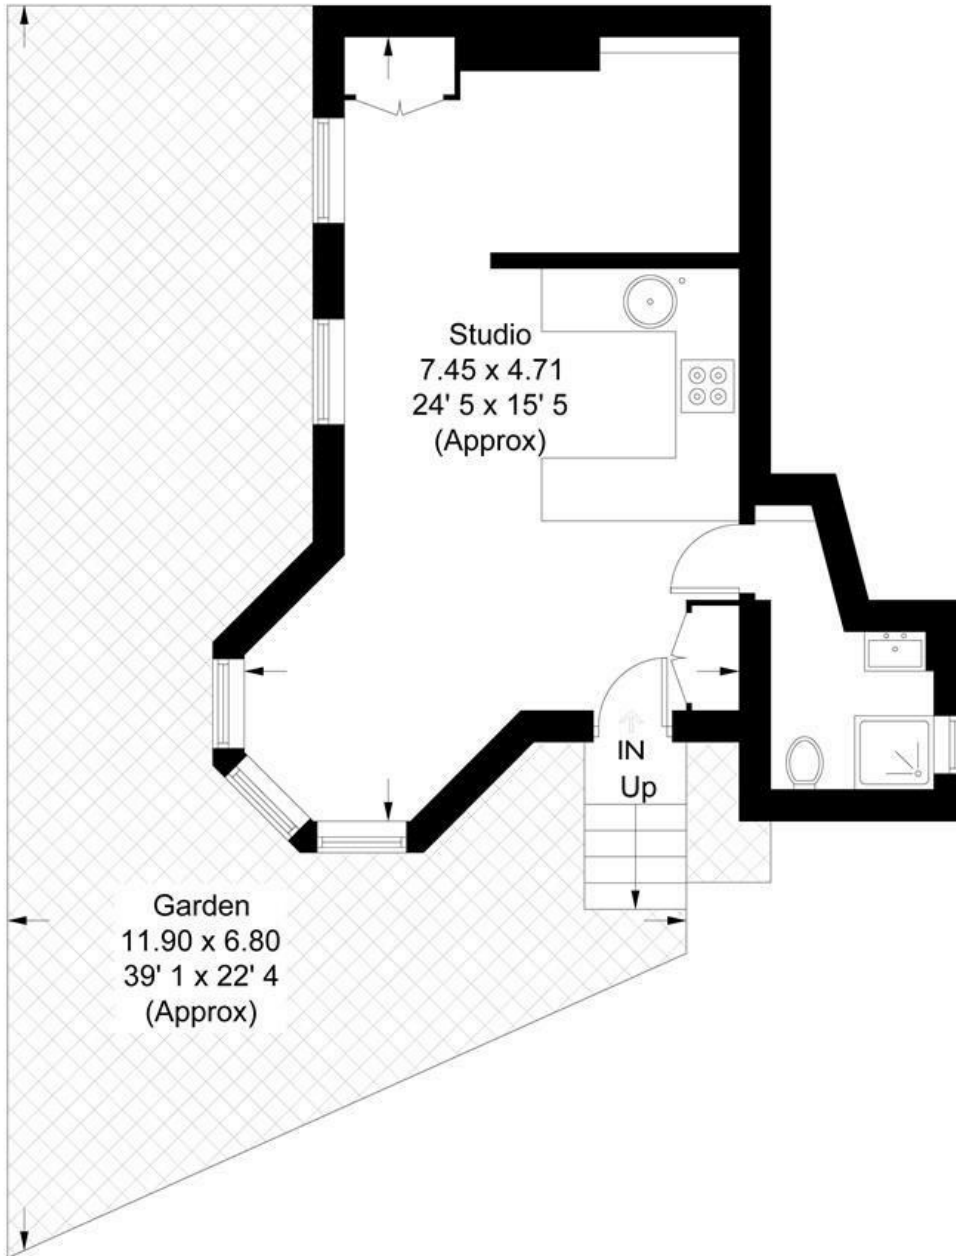 Studio
7.45 x 4.71
24' 5 x 15' 5
(Approx)
IN
Up
Garden
11.90 x 6.80
39' 1 x 22' 4
(Approx)